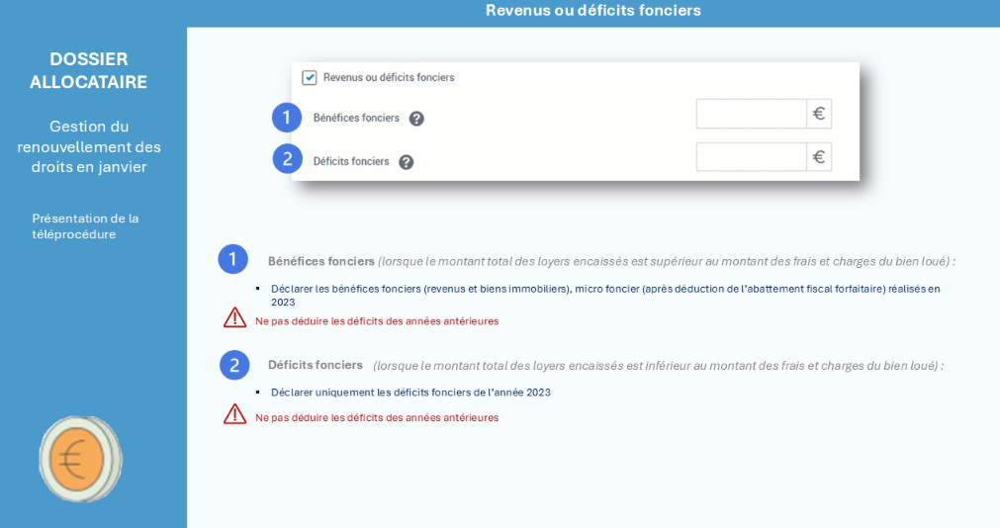 Revenus ou déficits fonciers
DOSSIER
ALLOCATAIRE
Gestion du
renouvellement des
droits en janvier
Présentation de la
téléprocédure
Revenus ou déficits fonciers
1 Bénéfices fonciers ? €
2 Déficits fonciers ? €
1 Bénéfices fonciers (lorsque le montant total des loyers encaissés est supérieur au montant des frais et charges du bien loué) :
▪ Déclarer les bénéfices fonciers (revenus et biens immobiliers), micro foncier (après déduction de l’abattement fiscal forfaitaire) réalisés en
2023
Ne pas déduire les déficits des années antérieures
2 Déficits fonciers (lorsque le montant total des loyers encaissés est inférieur au montant des frais et charges du bien loué) :
▪ Déclarer uniquement les déficits fonciers de l’année 2023
Ne pas déduire les déficits des années antérieures